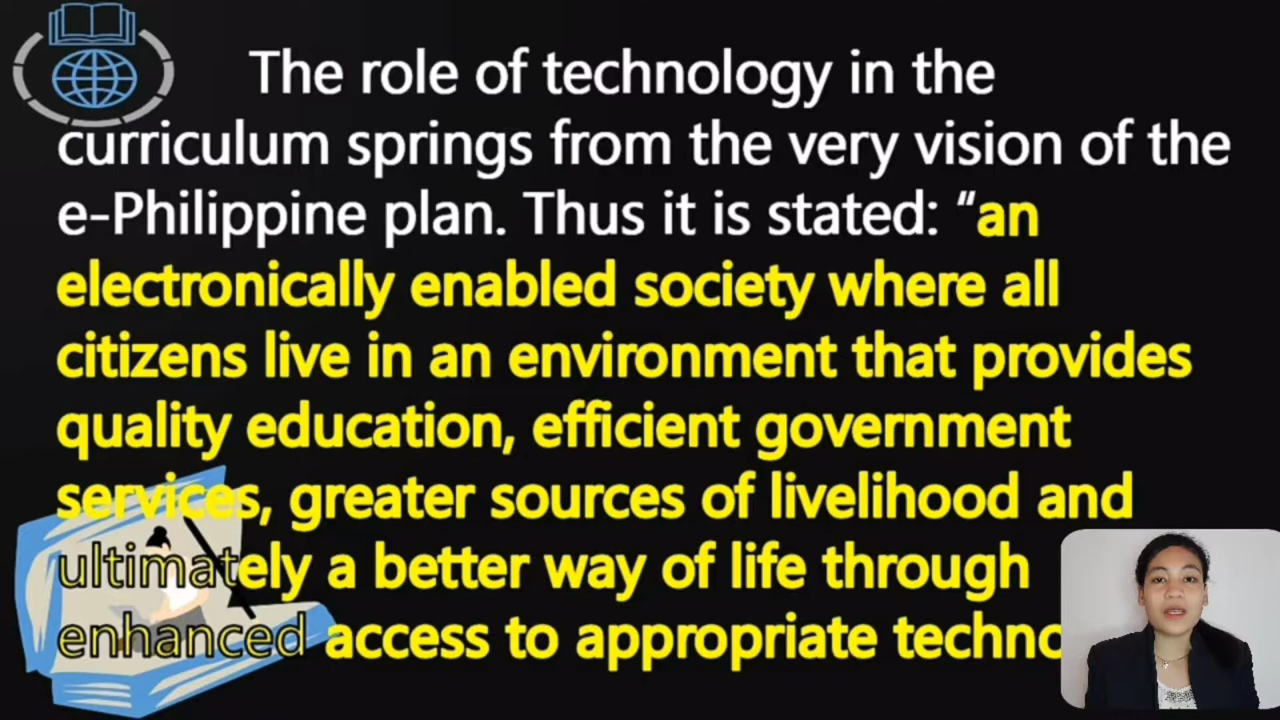 The role of technology in the
curriculum springs from the very vision of the
e-Philippine plan. Thus it is stated: “an
electronically enabled society where all
citizens live in an environment that provides
quality education, efficient government
services, greater sources of livelihood and
ultimately a better way of life through
enhanced access to appropriate techno